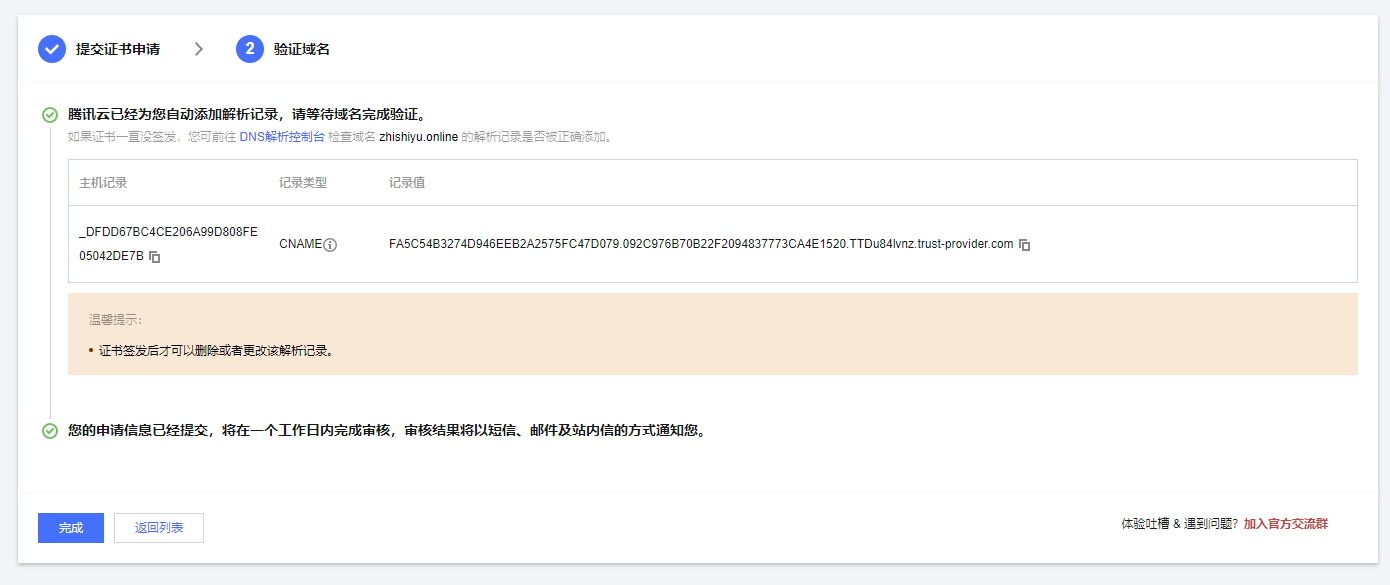 提交证书申请
2 验证域名
腾讯云已经为您自动添加解析记录，请等待域名完成验证。
如果证书一直没签发，您可前往 DNS解析控制台 检查域名 zhishiyu.online 的解析记录是否被正确添加。
主机记录 记录类型 记录值
_DFDD67BC4CE206A99D808FE
05042DE7B
CNAME
FA5C54B3274D946EEB2A2575FC47D079.092C976B70B22F2094837773CA4E1520.TTDu84lvnz.trust-provider.com
温馨提示：
• 证书签发后才可以删除或者更改该解析记录。
您的申请信息已经提交，将在一个工作日内完成审核，审核结果将以短信、邮件及站内信的方式通知您。
完成 返回列表
体验吐槽 & 遇到问题？加入官方交流群